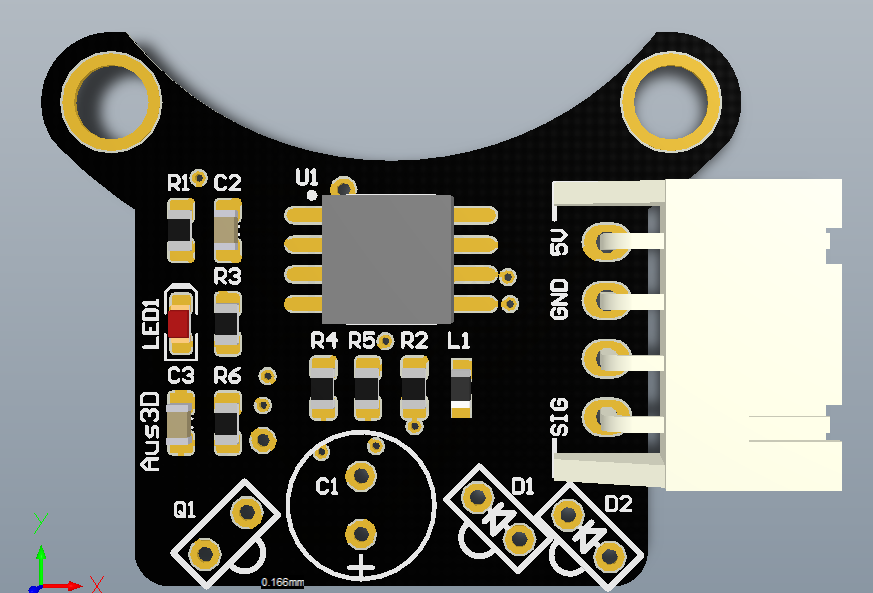 U1
R1 C2
5V
R3
GND
LED1
R4 R5 R2 L1
C3 R6
SIG
Aus3D
C1
D1
D2
Q1
+
Y
X
0.166mm